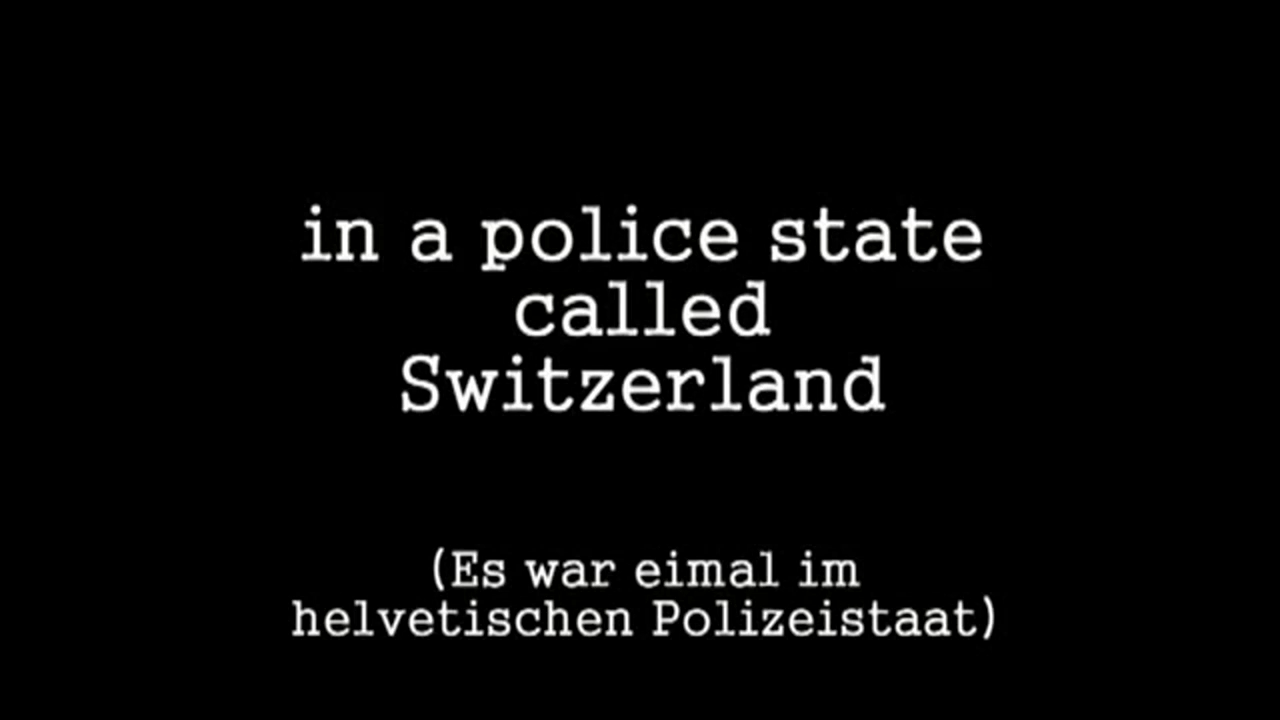 in a police state
called
Switzerland
(Es war eimal im
helvetischen Polizeistaat)